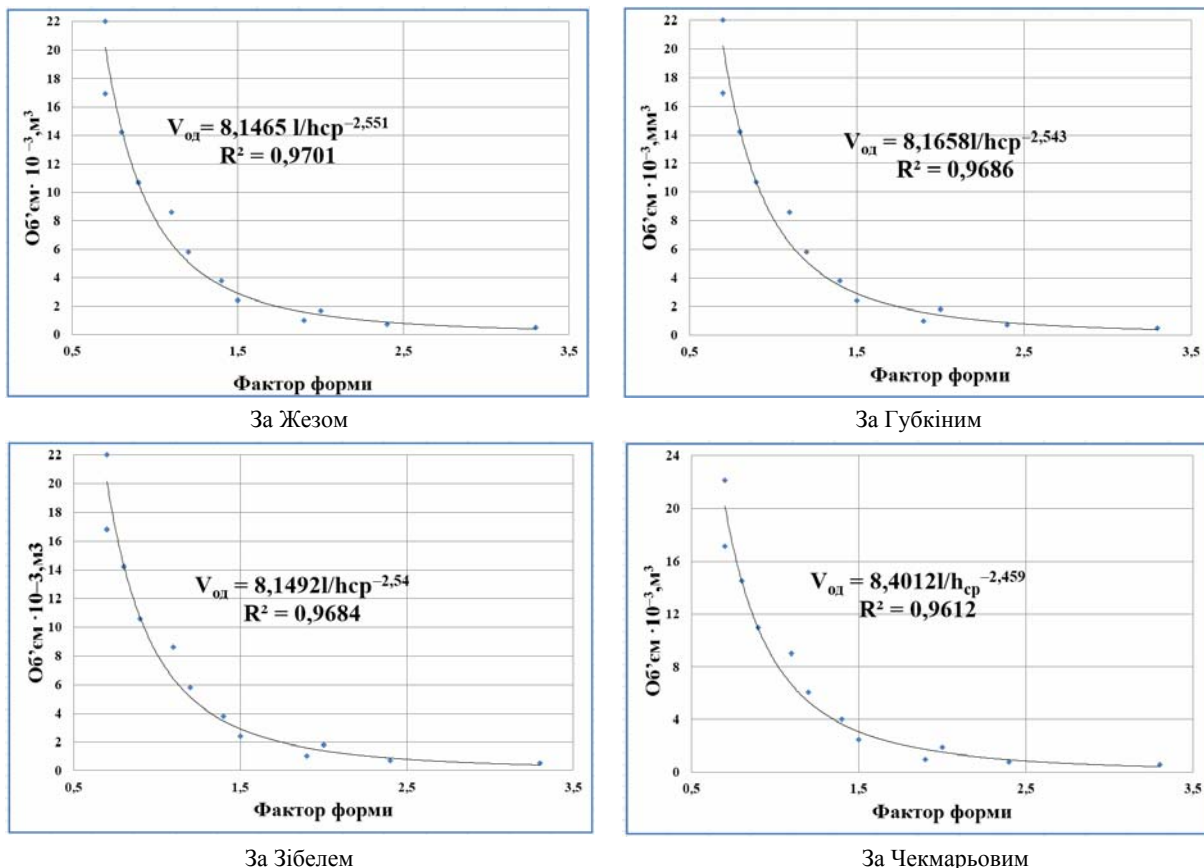 22
20
18
16
14
12
10
8
6
4
2
0
Об’єм· 10 ⁻³,м³
Vод= 8,1465 l/hср⁻²,⁵⁵¹
R² = 0,9701
0,5 1,5 2,5 3,5
Фактор форми
За Жезом
22
20
18
16
14
12
10
8
6
4
2
0
Об’єм ·10⁻³,мм³
Vод = 8,1658l/hср⁻²,⁵⁴³
R² = 0,9686
0,5 1,5 2,5 3,5
Фактор форми
За Губкіним
22
20
18
16
14
12
10
8
6
4
2
0
Об’єм ·10–3,м3
Vод = 8,1492l/hср⁻²,⁵⁴
R² = 0,9684
0,5 1,5 2,5 3,5
Фактор форми
За Зібелем
24
20
16
12
8
4
0
Об’єм ·10⁻³,м³
Vод = 8,4012l/hср⁻²,⁴⁵⁹
R² = 0,9612
0,5 1,5 2,5 3,5
Фактор форми
За Чекмарьовим